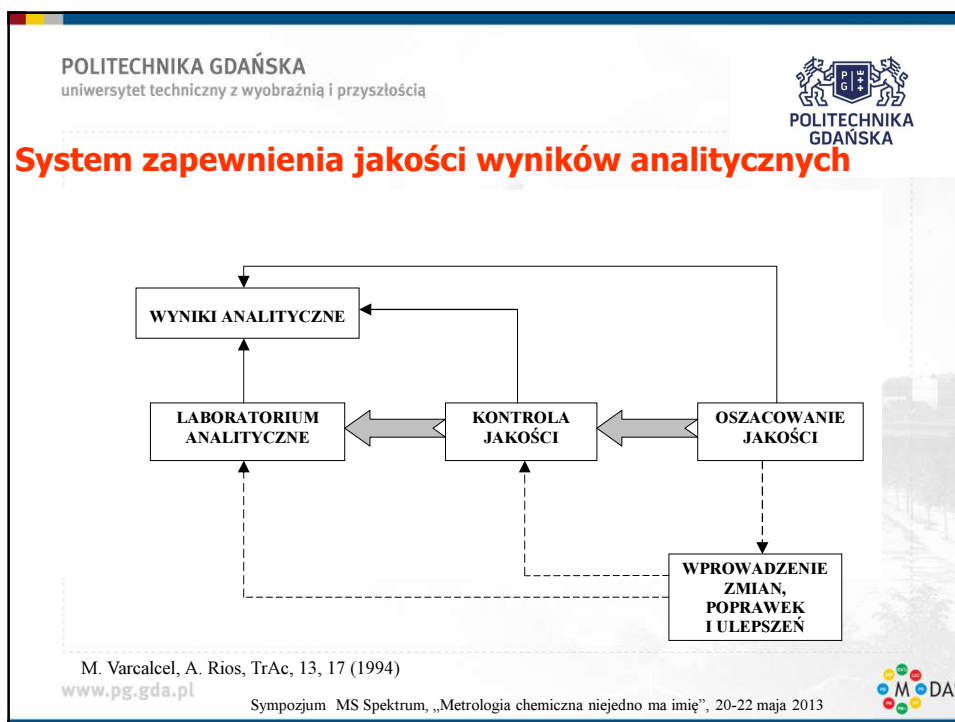 POLITECHNIKA GDAŃSKA
uniwersytet techniczny z wyobraźnią i przyszłością
P G
POLITECHNIKA
GDAŃSKA
System zapewnienia jakości wyników analitycznych
WYNIKI ANALITYCZNE
LABORATORIUM
ANALITYCZNE
KONTROLA
JAKOŚCI
OSZACOWANIE
JAKOŚCI
WPROWADZENIE
ZMIAN,
POPRAWEK
I ULEPSZEŃ
M. Varcalcel, A. Rios, TrAc, 13, 17 (1994)
www.pg.gda.pl
Sympozjum MS Spektrum, „Metrologia chemiczna niejedno ma imię”, 20-22 maja 2013
M DAS